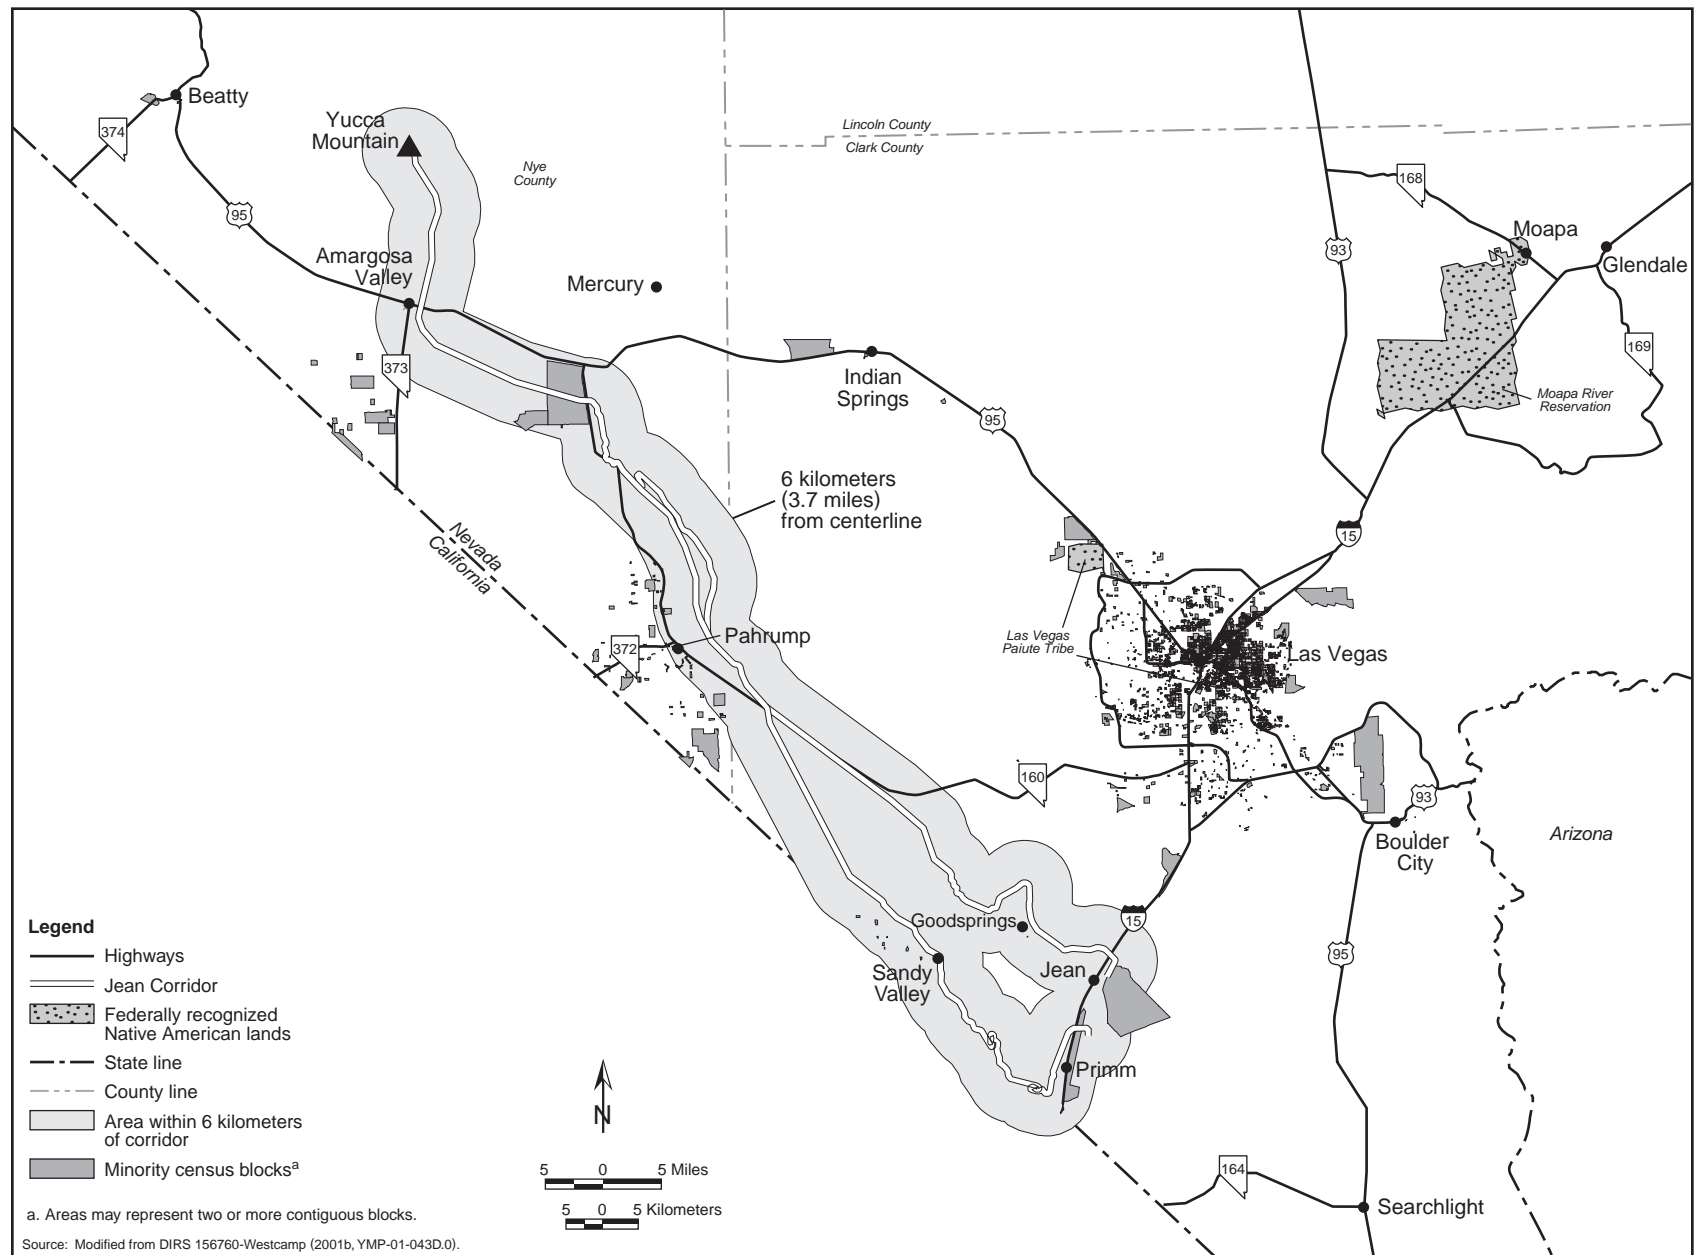 Beatty
374
Yucca
Mountain
Nye
County
Lincoln County
Clark County
95
168
Moapa
93
Glendale
Amargosa
Valley
Mercury
169
373
Indian
Springs
Moapa River
Reservation
95
6 kilometers
(3.7 miles)
from centerline
Nevada
California
15
Las Vegas
Paiute Tribe
Pahrump
372
Las Vegas
160
93
Boulder
City
Arizona
Goodsprings
15
95
Sandy
Valley
Jean
Primm
Legend
Highways
Jean Corridor
Federally recognized
Native American lands
State line
County line
Area within 6 kilometers
of corridor
Minority census blocksa
N
5 0 5 Miles
5 0 5 Kilometers
164
Searchlight
a. Areas may represent two or more contiguous blocks.
Source: Modified from DIRS 156760-Westcamp (2001b, YMP-01-043D.0).